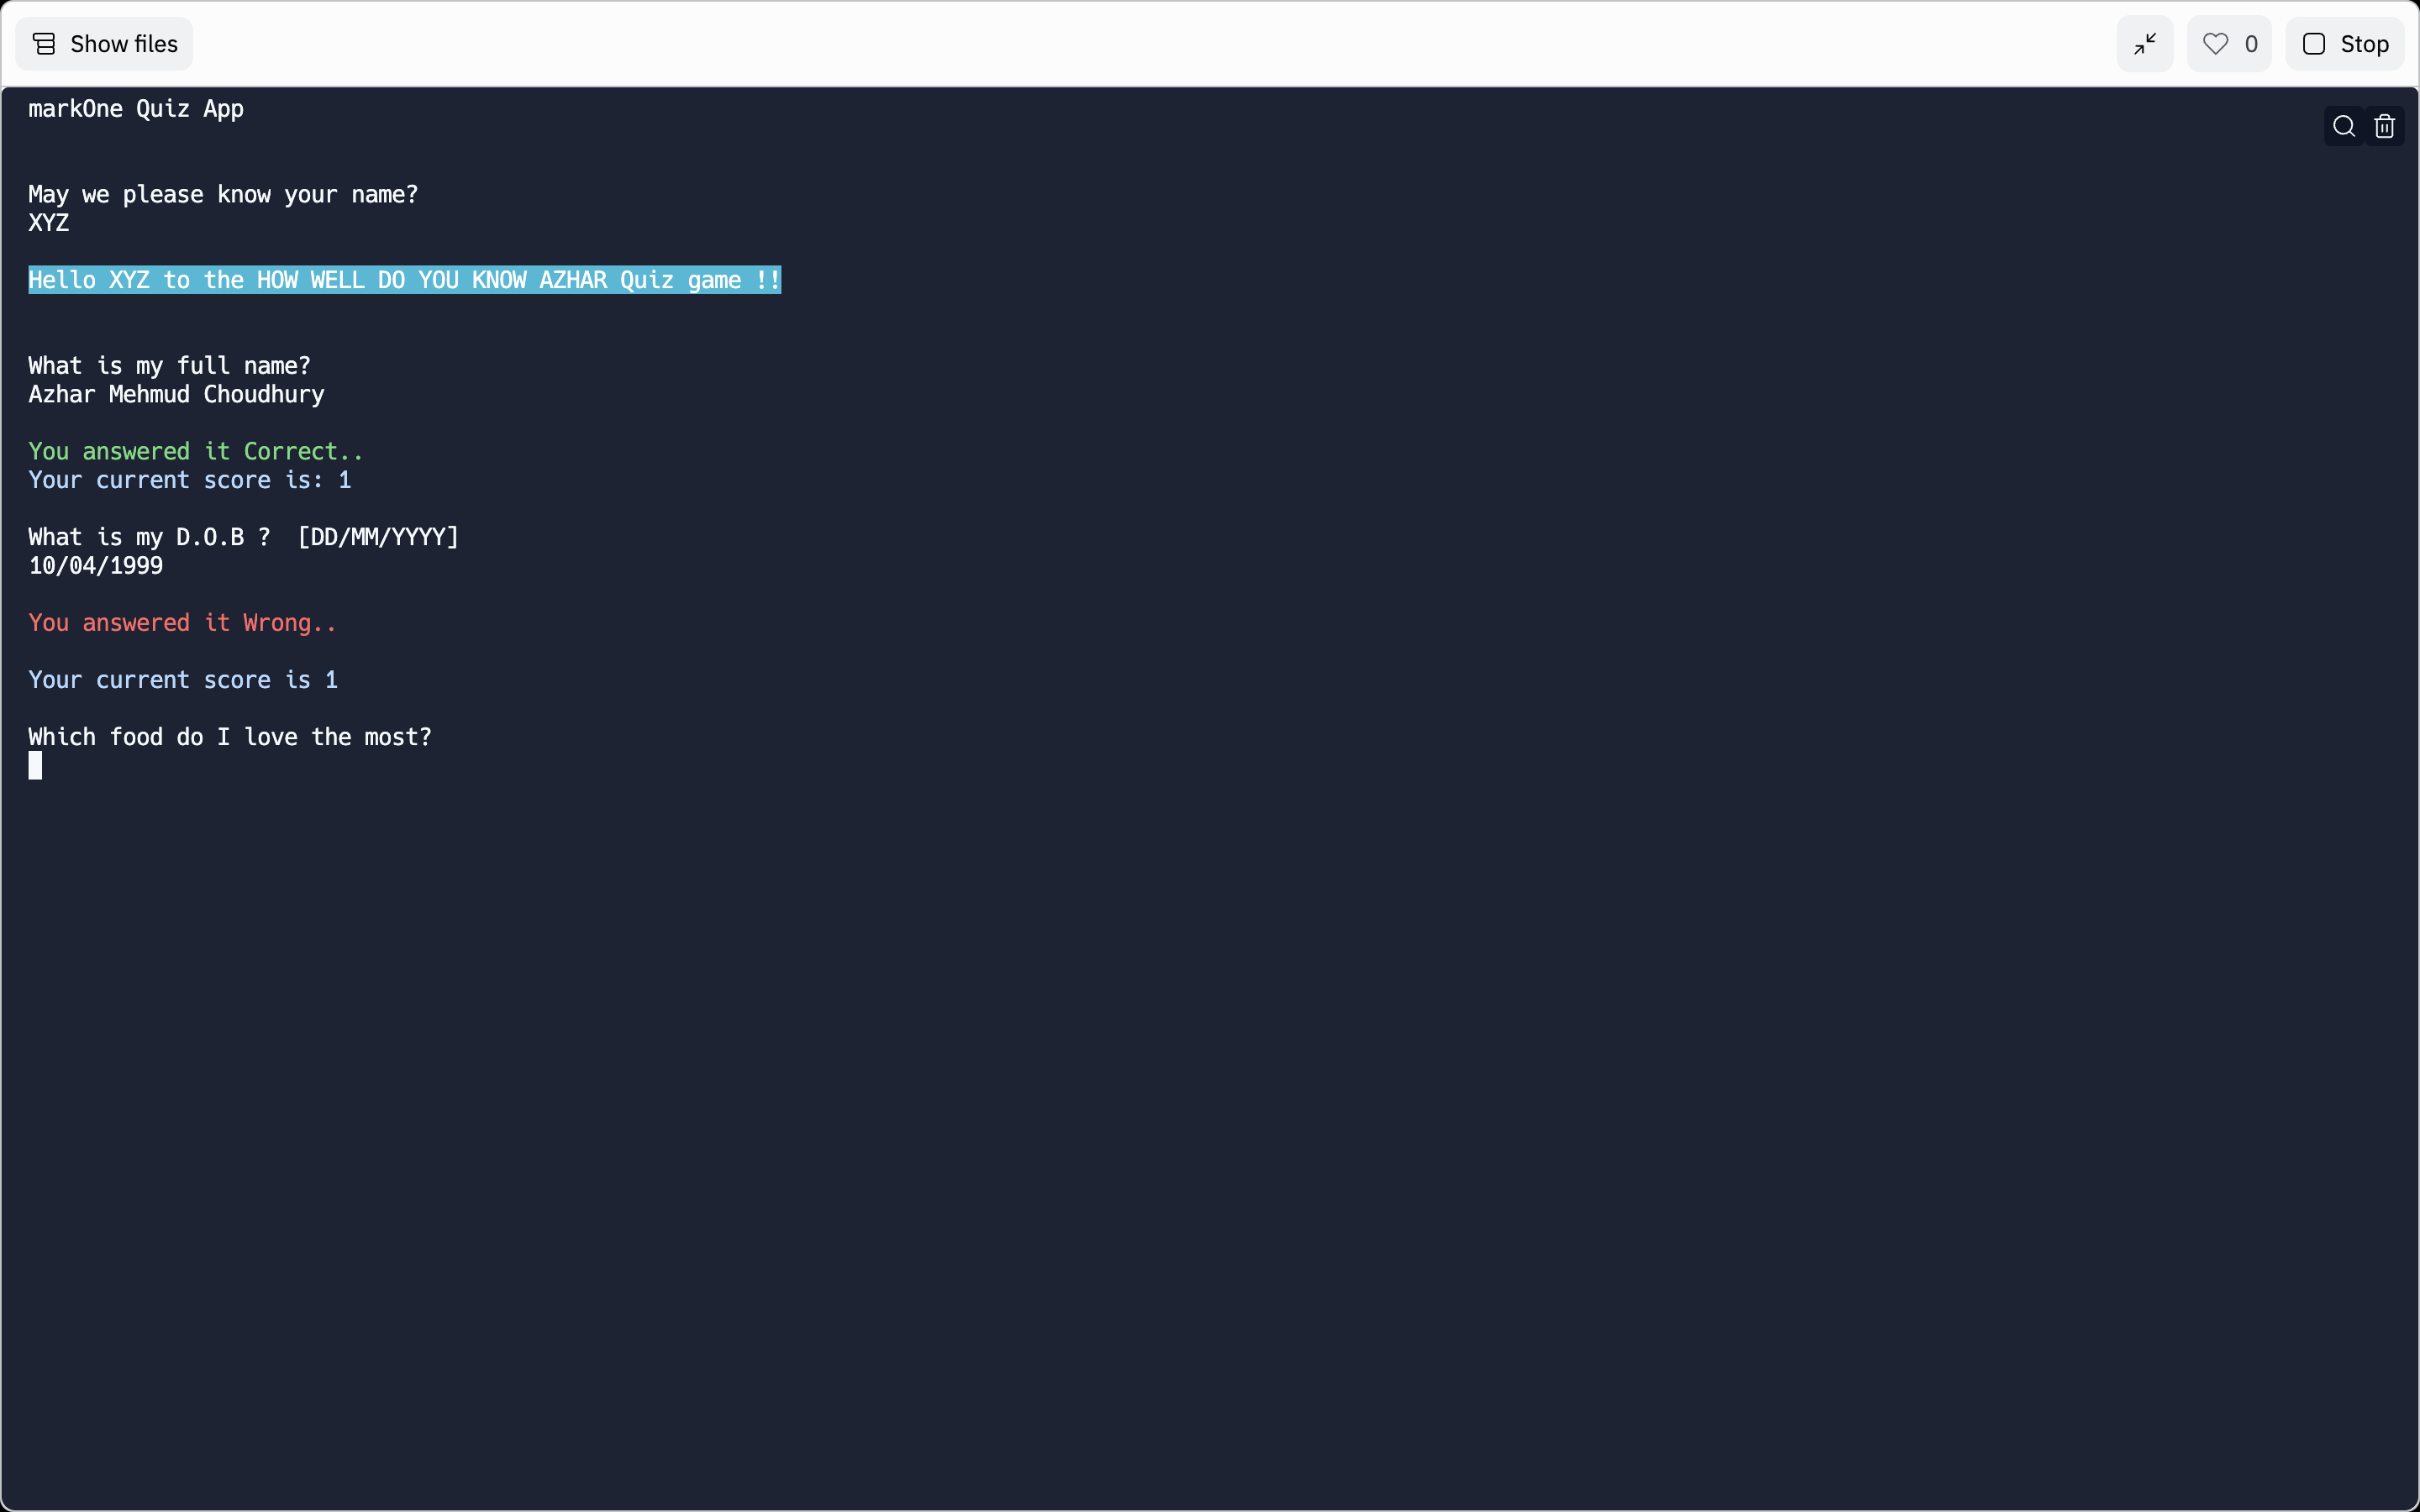 Show files
0
Stop
markOne Quiz App
May we please know your name?
XYZ
Hello XYZ to the HOW WELL DO YOU KNOW AZHAR Quiz game !!
What is my full name?
Azhar Mehmud Choudhury
You answered it Correct..
Your current score is: 1
What is my D.O.B ?  [DD/MM/YYYY]
10/04/1999
You answered it Wrong..
Your current score is 1
Which food do I love the most?